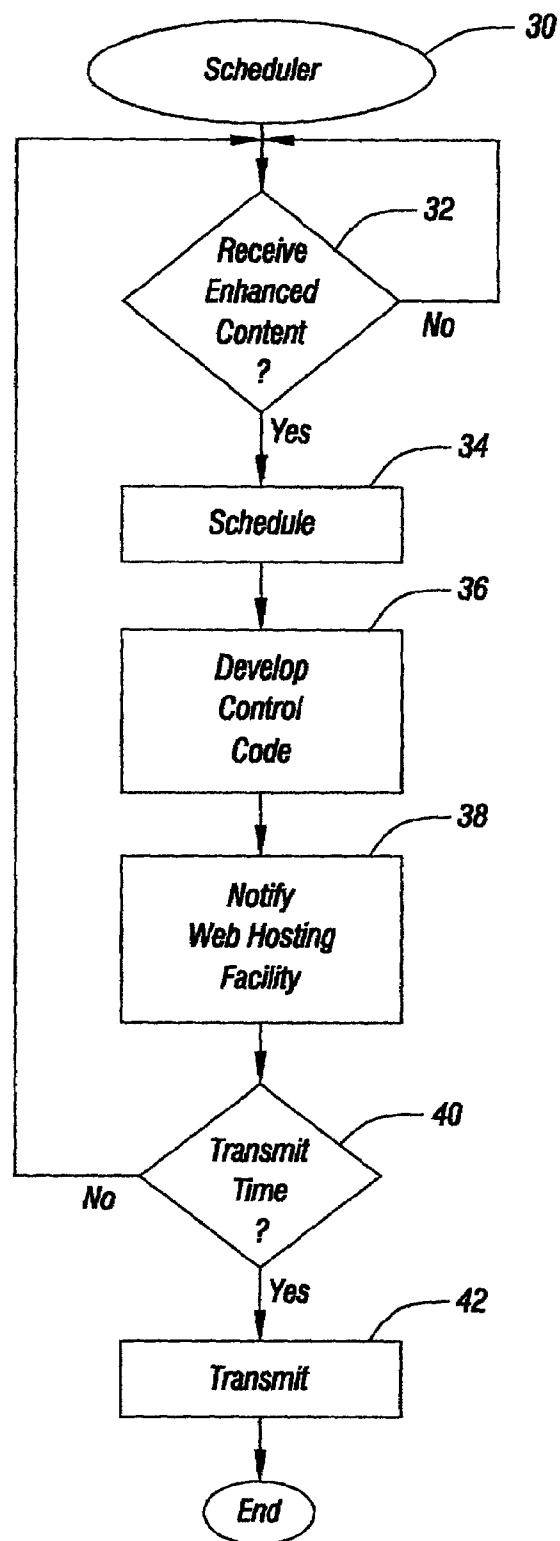 30
Scheduler
32
Receive
Enhanced
Content
?
No
Yes
34
Schedule
36
Develop
Control
Code
38
Notify
Web Hosting
Facility
40
Transmit
Time
?
No
Yes
42
Transmit
End